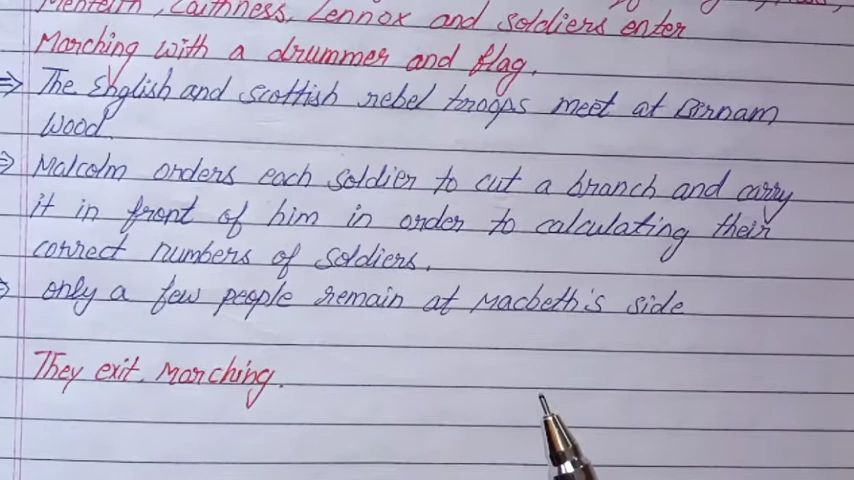 Menteith, Caithness, Lennox and soldiers enter
Marching with a drummer and flag.
⇒ The English and Scottish rebel troops meet at Birnam
Wood.
⇒ Malcolm orders each soldier to cut a branch and carry
it in front of him in order to calculating their
correct numbers of soldiers.
⇒ only a few people remain at Macbeth's side
They exit. Marching.